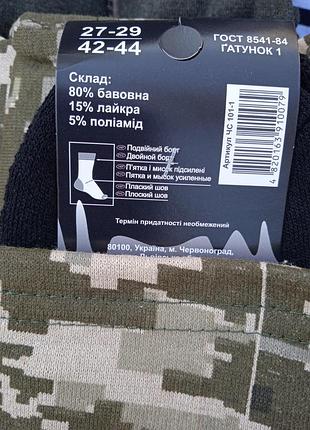 27-29
42-44
ГОСТ 8541-84
ГАТУНОК 1
Склад:
80% бавовна
15% лайкра
5% поліамід
Подвійний борт
Двойной борт
П'ятка і мисок підсилені
Пятка и мысок усиленные
Плаский шов
Плоский шов
Артикул ЧС 101-1
4820163910079
Термін придатності необмежений
80100, Україна, м. Червоноград,